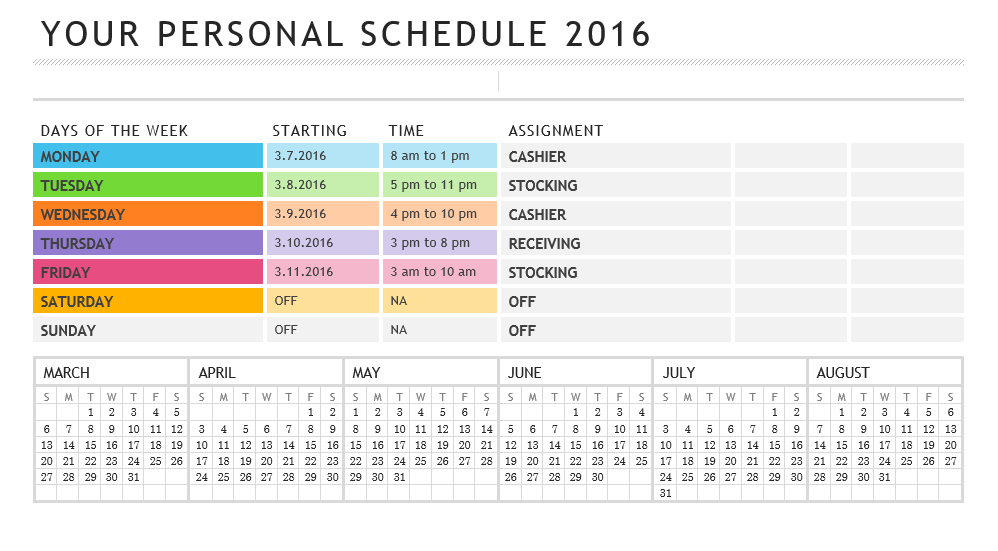 YOUR PERSONAL SCHEDULE 2016
DAYS OF THE WEEK STARTING TIME ASSIGNMENT
MONDAY 3.7.2016 8 am to 1 pm CASHIER
TUESDAY 3.8.2016 5 pm to 11 pm STOCKING
WEDNESDAY 3.9.2016 4 pm to 10 pm CASHIER
THURSDAY 3.10.2016 3 pm to 8 pm RECEIVING
FRIDAY 3.11.2016 3 am to 10 am STOCKING
SATURDAY OFF NA OFF
SUNDAY OFF NA OFF
MARCH APRIL MAY JUNE JULY AUGUST
S M T W T F S S M T W T F S S M T W T F S S M T W T F S S M T W T F S S M T W T F S
1 2 3 4 5 1 2 1 2 3 4 5 6 7 1 2 3 4 1 2 1 2 3 4 5 6
6 7 8 9 10 11 12 3 4 5 6 7 8 9 8 9 10 11 12 13 14 5 6 7 8 9 10 11 3 4 5 6 7 8 9 7 8 9 10 11 12 13
13 14 15 16 17 18 19 10 11 12 13 14 15 16 15 16 17 18 19 20 21 12 13 14 15 16 17 18 10 11 12 13 14 15 16 14 15 16 17 18 19 20
20 21 22 23 24 25 26 17 18 19 20 21 22 23 22 23 24 25 26 27 28 19 20 21 22 23 24 25 17 18 19 20 21 22 23 21 22 23 24 25 26 27
27 28 29 30 31 24 25 26 27 28 29 30 29 30 31 26 27 28 29 30 24 25 26 27 28 29 30 28 29 30 31
31